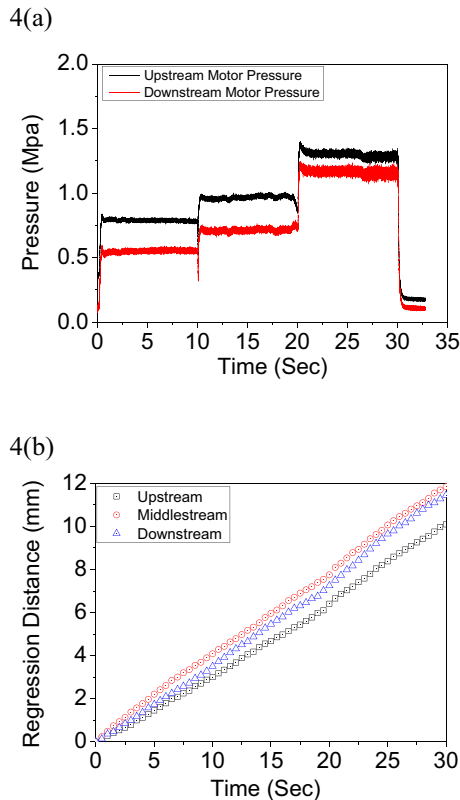 4(a)
2.0
1.5
1.0
0.5
0.0
Pressure (Mpa)
Upstream Motor Pressure
Downstream Motor Pressure
0 5 10 15 20 25 30 35
Time (Sec)
4(b)
12
10
8
6
4
2
0
Regression Distance (mm)
Upstream
Middlestream
Downstream
0 5 10 15 20 25 30
Time (Sec)